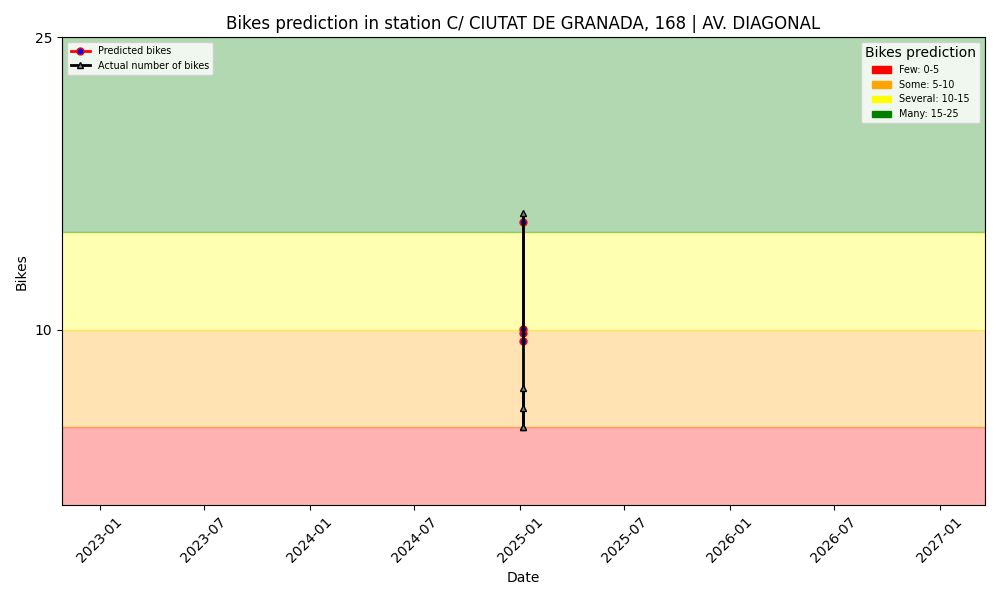 Bikes prediction in station C/ CIUTAT DE GRANADA, 168 | AV. DIAGONAL
25
Predicted bikes
Actual number of bikes
Bikes prediction
Few: 0-5
Some: 5-10
Several: 10-15
Many: 15-25
Bikes
10
2023-01
2023-07
2024-01
2024-07
2025-01
2025-07
2026-01
2026-07
2027-01
Date